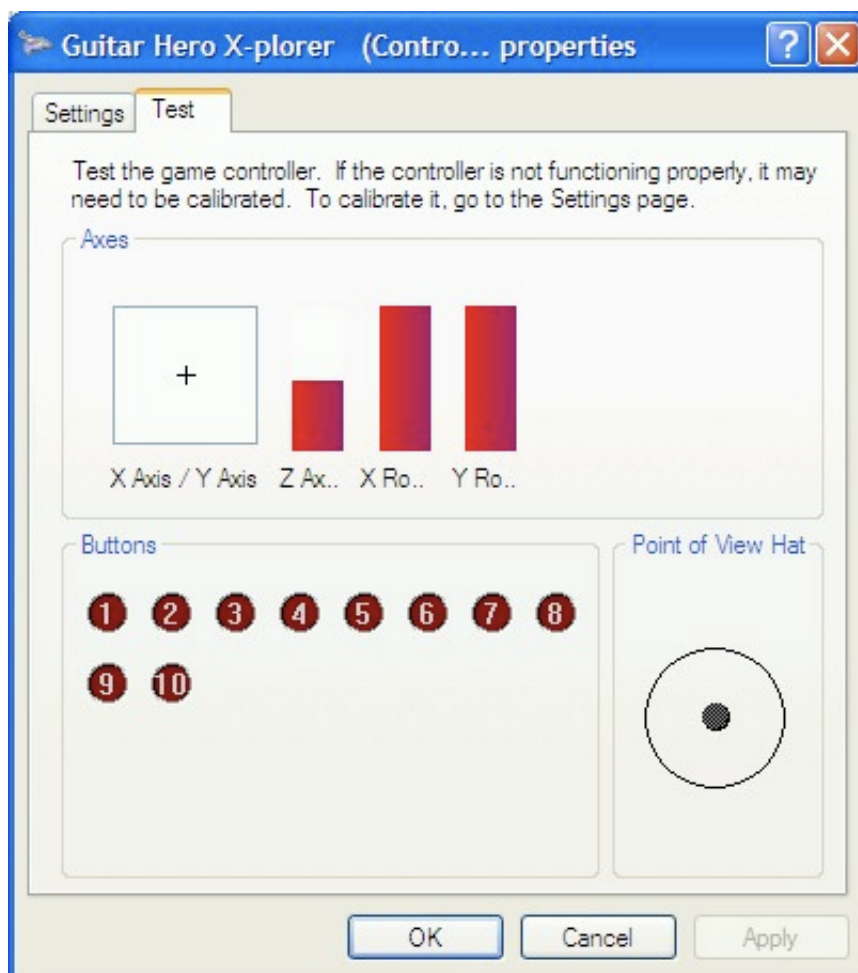 Guitar Hero X-plorer (Contro... properties
Settings
Test
Test the game controller. If the controller is not functioning properly, it may
need to be calibrated. To calibrate it, go to the Settings page.
Axes
X Axis / Y Axis Z Ax.. X Ro.. Y Ro..
Buttons
Point of View Hat
1 2 3 4 5 6 7 8
9 10
OK Cancel Apply